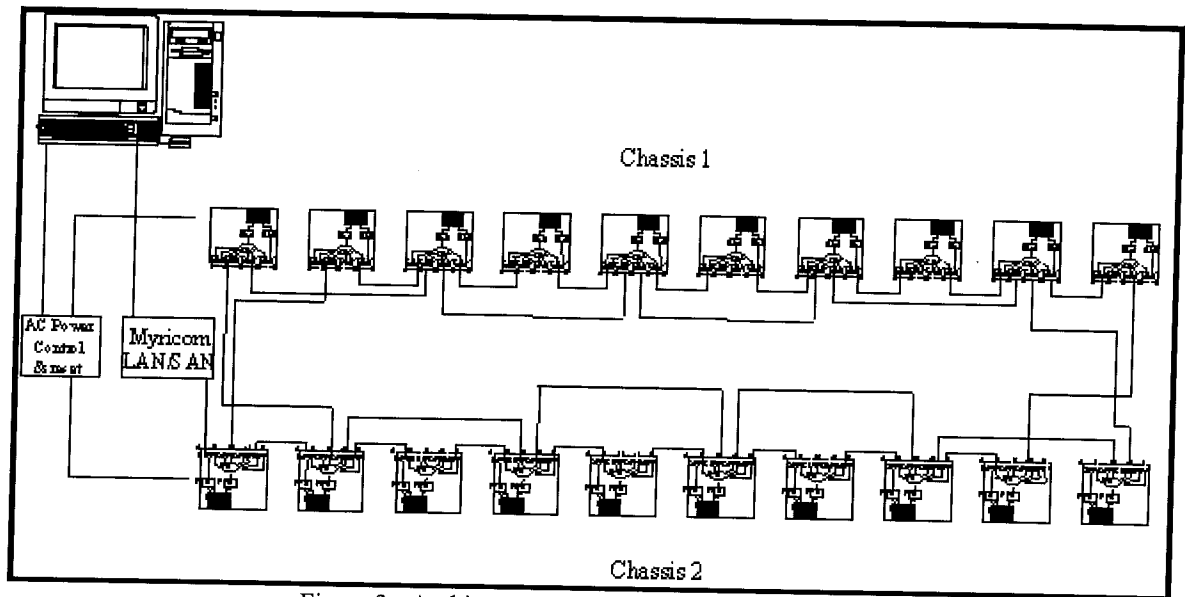 Chassis 1
AC Power
Control
Myricom
LAN/SAN
Chassis 2